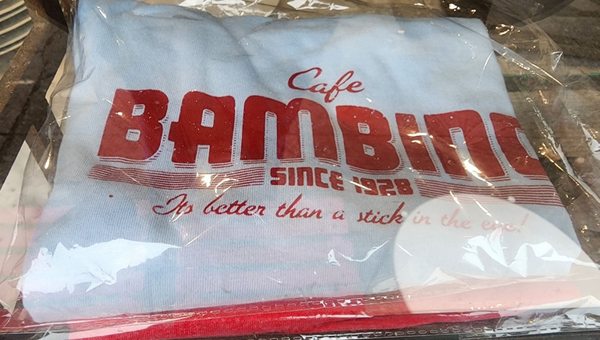 Cafe
BAMBINO
SINCE 1928
Its better than a stick in the eye!